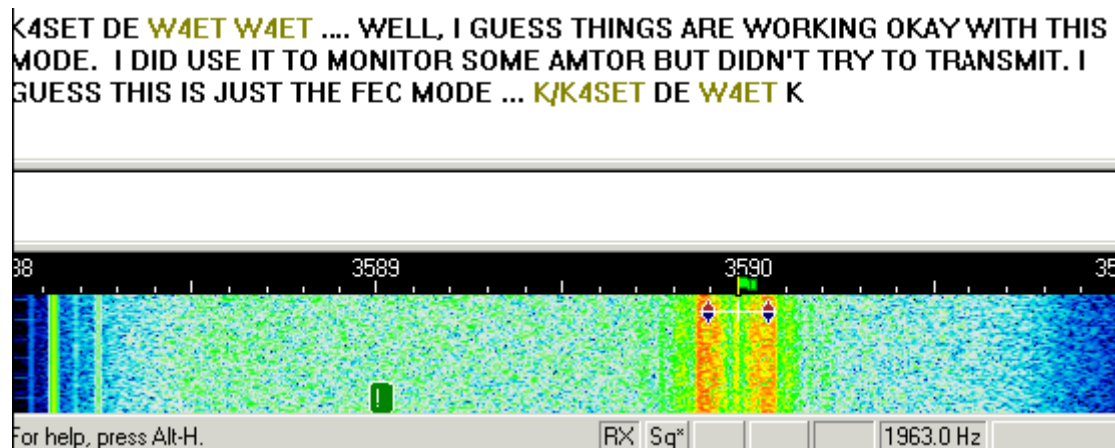 K4SET DE W4ET W4ET .... WELL, I GUESS THINGS ARE WORKING OKAY WITH THIS
MODE.  I DID USE IT TO MONITOR SOME AMTOR BUT DIDN'T TRY TO TRANSMIT. I
GUESS THIS IS JUST THE FEC MODE ... K/K4SET DE W4ET K
38 3589 3590 35
For help, press Alt-H. RX Sq* 1963.0 Hz